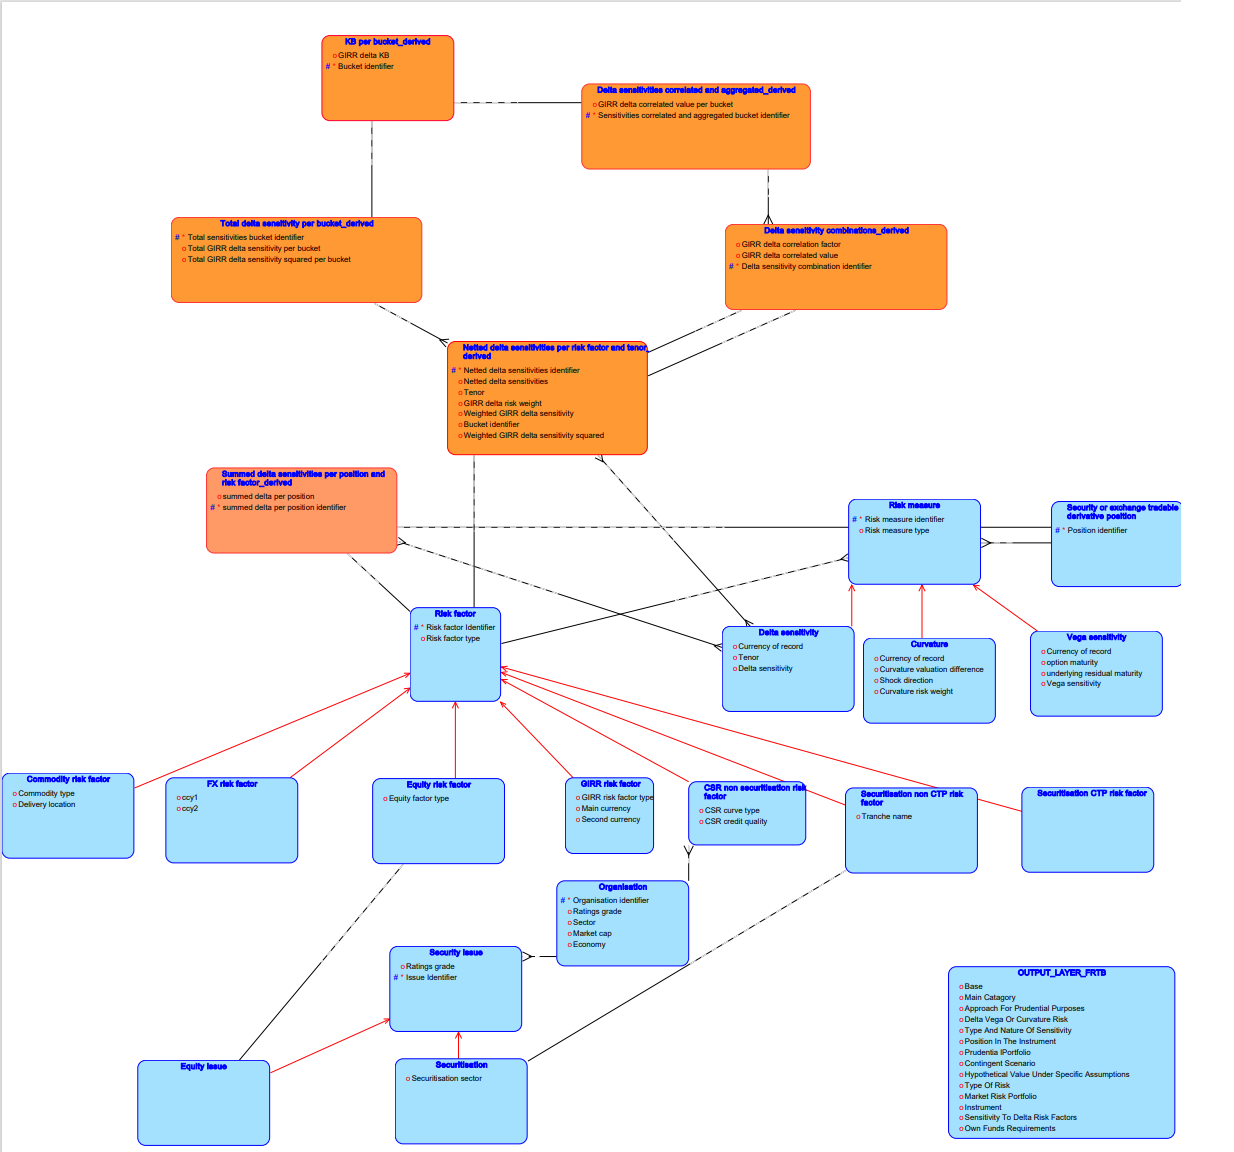 KB per bucket_derived
o GIRR delta KB
# * Bucket identifier
Delta sensitivities correlated and aggregated_derived
o GIRR delta correlated value per bucket
# * Sensitivities correlated and aggregated bucket identifier
Total delta sensitivity per bucket_derived
# * Total sensitivities bucket identifier
o Total GIRR delta sensitivity per bucket
o Total GIRR delta sensitivity squared per bucket
Delta sensitivity combinations_derived
o GIRR delta correlation factor
o GIRR delta correlated value
# * Delta sensitivity combination identifier
Netted delta sensitivities per risk factor and tenor_
derived
# * Netted delta sensitivities identifier
o Netted delta sensitivities
o Tenor
o GIRR delta risk weight
o Weighted GIRR delta sensitivity
o Bucket identifier
o Weighted GIRR delta sensitivity squared
Summed delta sensitivities per position and
risk factor_derived
o summed delta per position
# * summed delta per position identifier
Risk measure
# * Risk measure identifier
o Risk measure type
Security or exchange tradable
derivative position
# * Position identifier
Risk factor
# * Risk factor Identifier
o Risk factor type
Delta sensitivity
o Currency of record
o Tenor
o Delta sensitivity
Curvature
o Currency of record
o Curvature valuation difference
o Shock direction
o Curvature risk weight
Vega sensitivity
o Currency of record
o option maturity
o underlying residual maturity
o Vega sensitivity
Commodity risk factor
o Commodity type
o Delivery location
FX risk factor
o ccy1
o ccy2
Equity risk factor
o Equity factor type
GIRR risk factor
o GIRR risk factor type
o Main currency
o Second currency
CSR non securitisation risk
factor
o CSR curve type
o CSR credit quality
Securitisation non CTP risk
factor
o Tranche name
Securitisation CTP risk factor
Organisation
# * Organisation identifier
o Ratings grade
o Sector
o Market cap
o Economy
Security issue
o Ratings grade
# * Issue Identifier
Equity issue
Securitisation
o Securitisation sector
OUTPUT_LAYER_FRTB
o Base
o Main Catagory
o Approach For Prudential Purposes
o Delta Vega Or Curvature Risk
o Type And Nature Of Sensitivity
o Position In The Instrument
o Prudentia lPortfolio
o Contingent Scenario
o Hypothetical Value Under Specific Assumptions
o Type Of Risk
o Market Risk Portfolio
o Instrument
o Sensitivity To Delta Risk Factors
o Own Funds Requirements